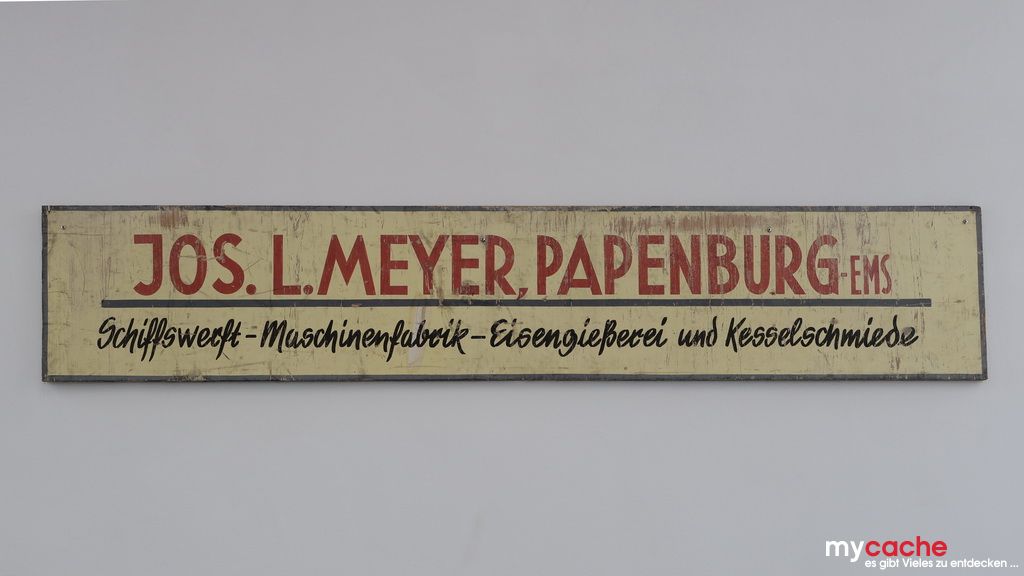 JOS. L. MEYER, PAPENBURG-EMS
Schiffswerft - Maschinenfabrik - Eisengießerei und Kesselschmiede
mycache
es gibt Vieles zu entdecken ...